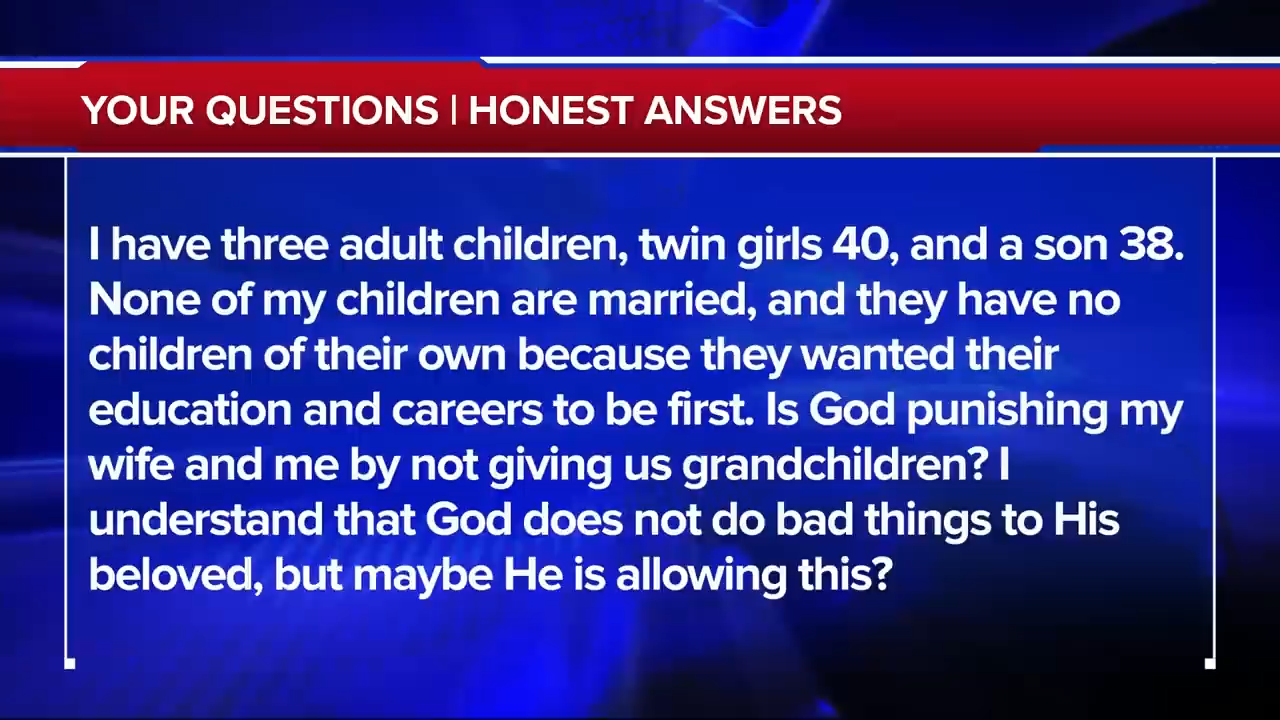 YOUR QUESTIONS | HONEST ANSWERS
I have three adult children, twin girls 40, and a son 38.
None of my children are married, and they have no
children of their own because they wanted their
education and careers to be first. Is God punishing my
wife and me by not giving us grandchildren? I
understand that God does not do bad things to His
beloved, but maybe He is allowing this?